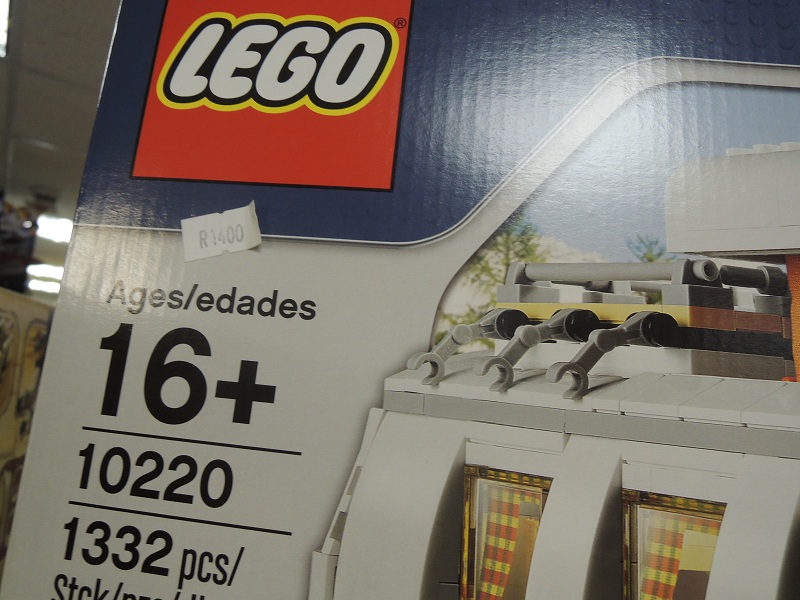 LEGO®
R1400
Ages/edades
16+
10220
1332 pcs/